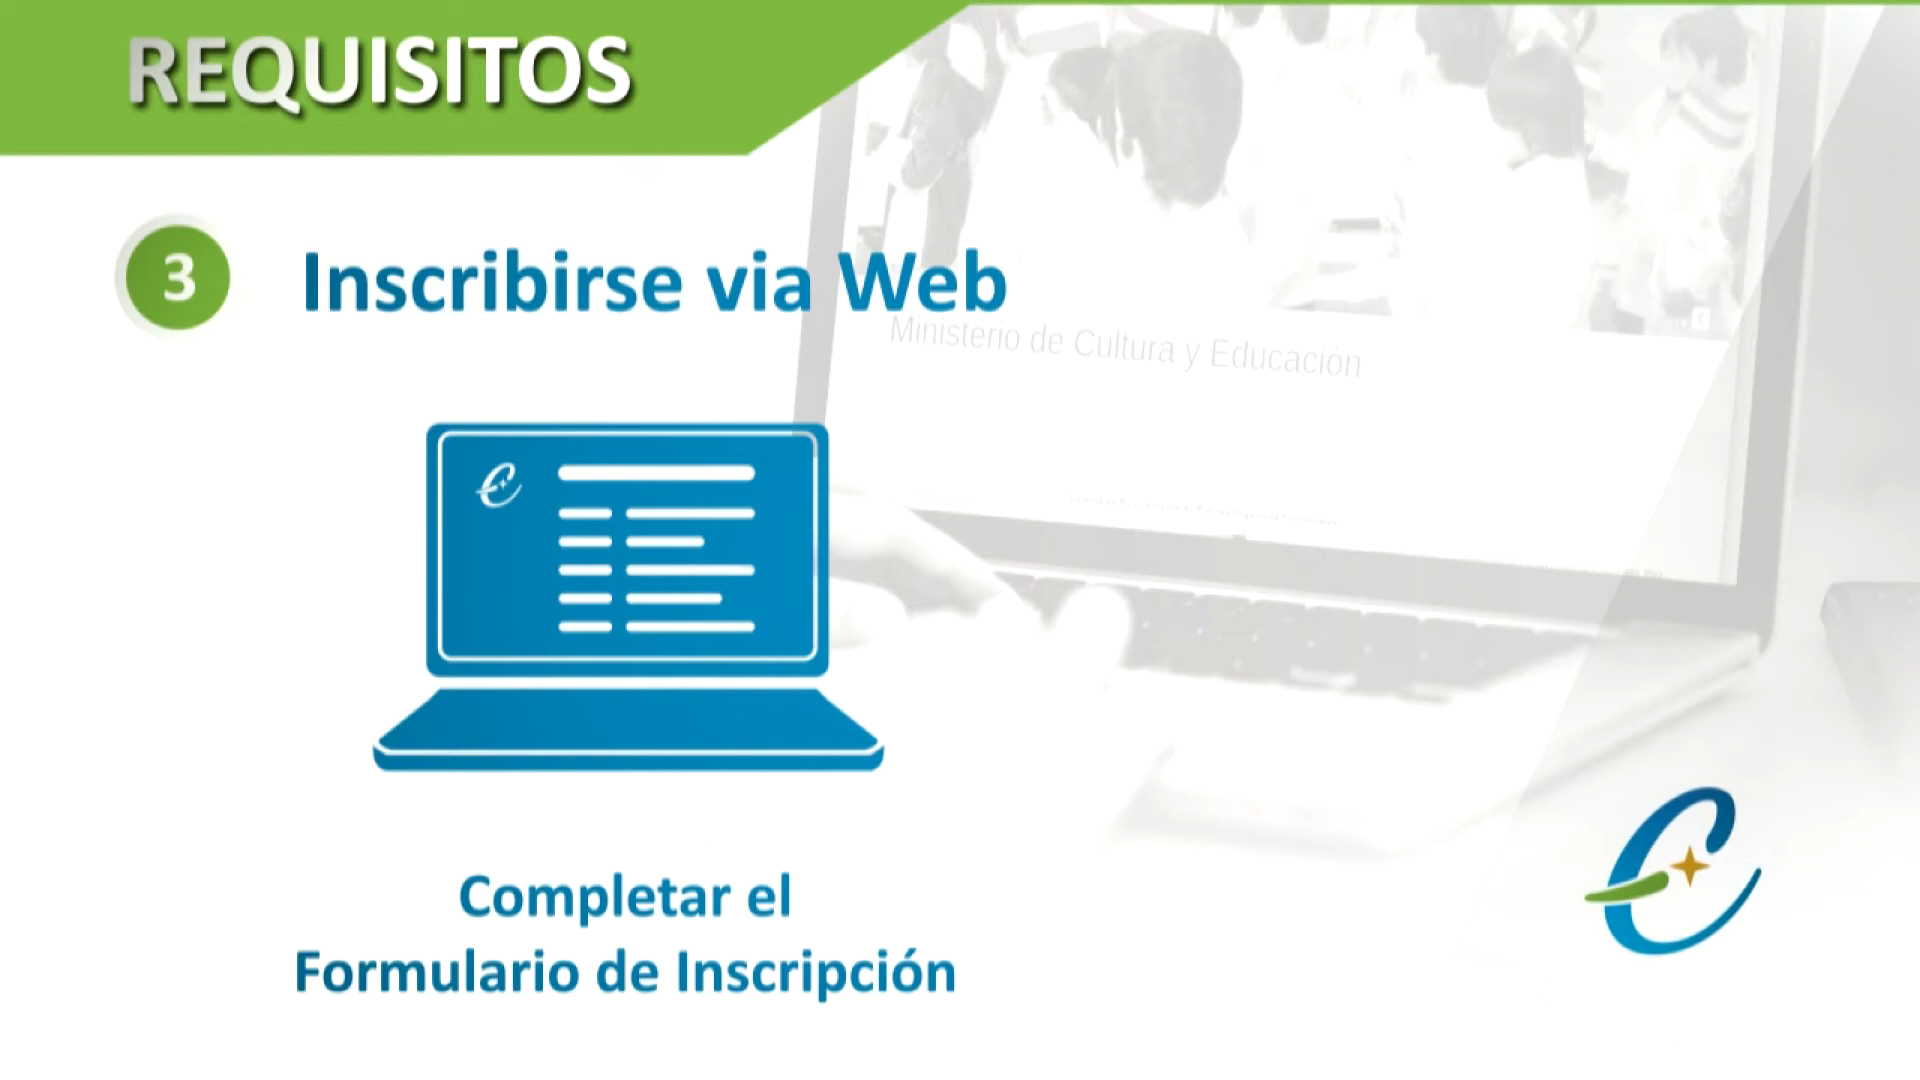 REQUISITOS
3
Inscribirse via Web
Ministerio de Cultura y Educación
Completar el
Formulario de Inscripción